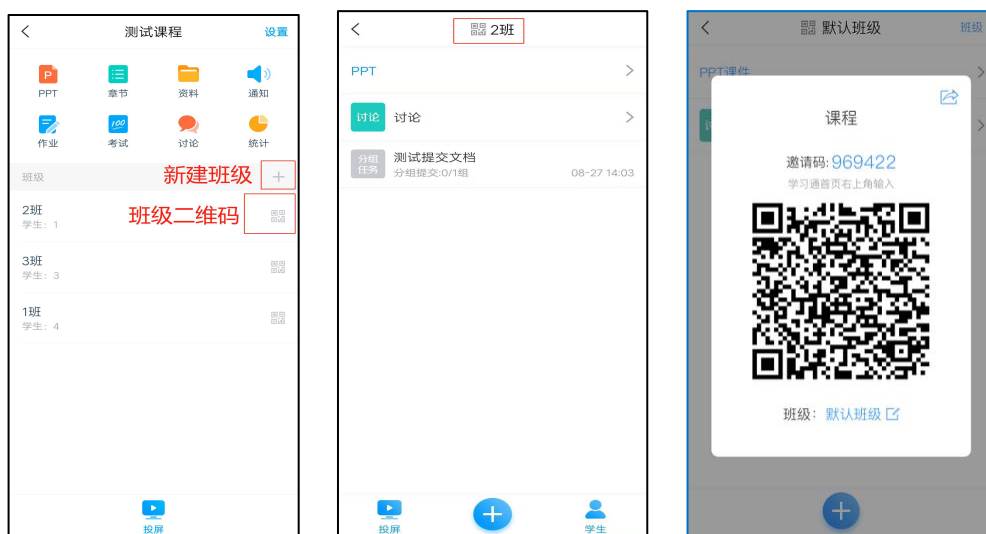 测试课程
设置
PPT
章节
资料
通知
100
作业
考试
讨论
统计
班级
新建班级
2班
学生：1
班级二维码
3班
学生：3
1班
学生：4
投屏
2班
PPT
讨论
讨论
分组
任务
测试提交文档
分组提交:0/1组
08-27 14:03
投屏
学生
默认班级
班级
PPT课件
课程
邀请码:969422
学习通首页右上角输入
班级：默认班级